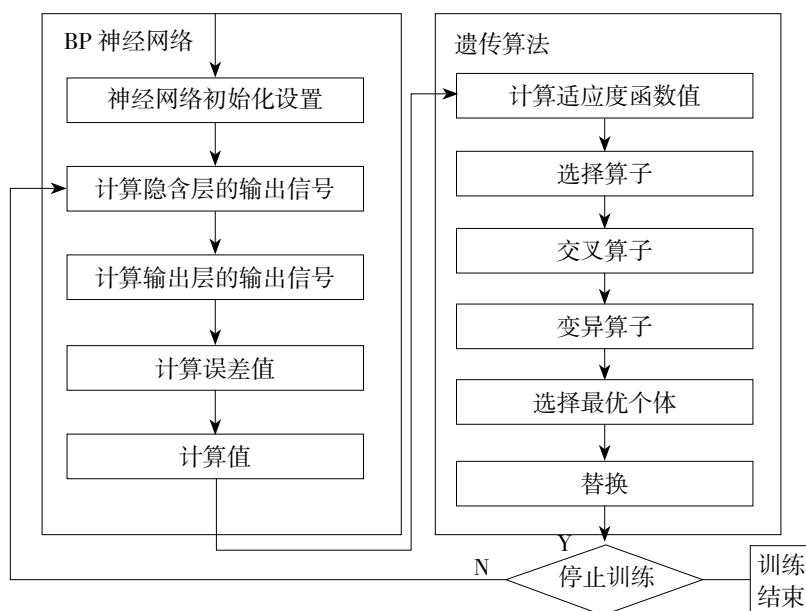 BP 神经网络
神经网络初始化设置
计算隐含层的输出信号
计算输出层的输出信号
计算误差值
计算值
遗传算法
计算适应度函数值
选择算子
交叉算子
变异算子
选择最优个体
替换
Y
N
停止训练
训练
结束